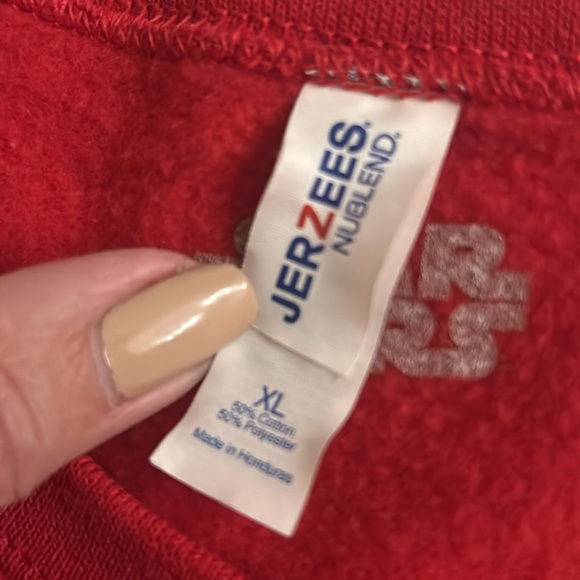 JERZEES.
NUBLEND.
XL
50% Cotton
50% Polyester
Made in Honduras